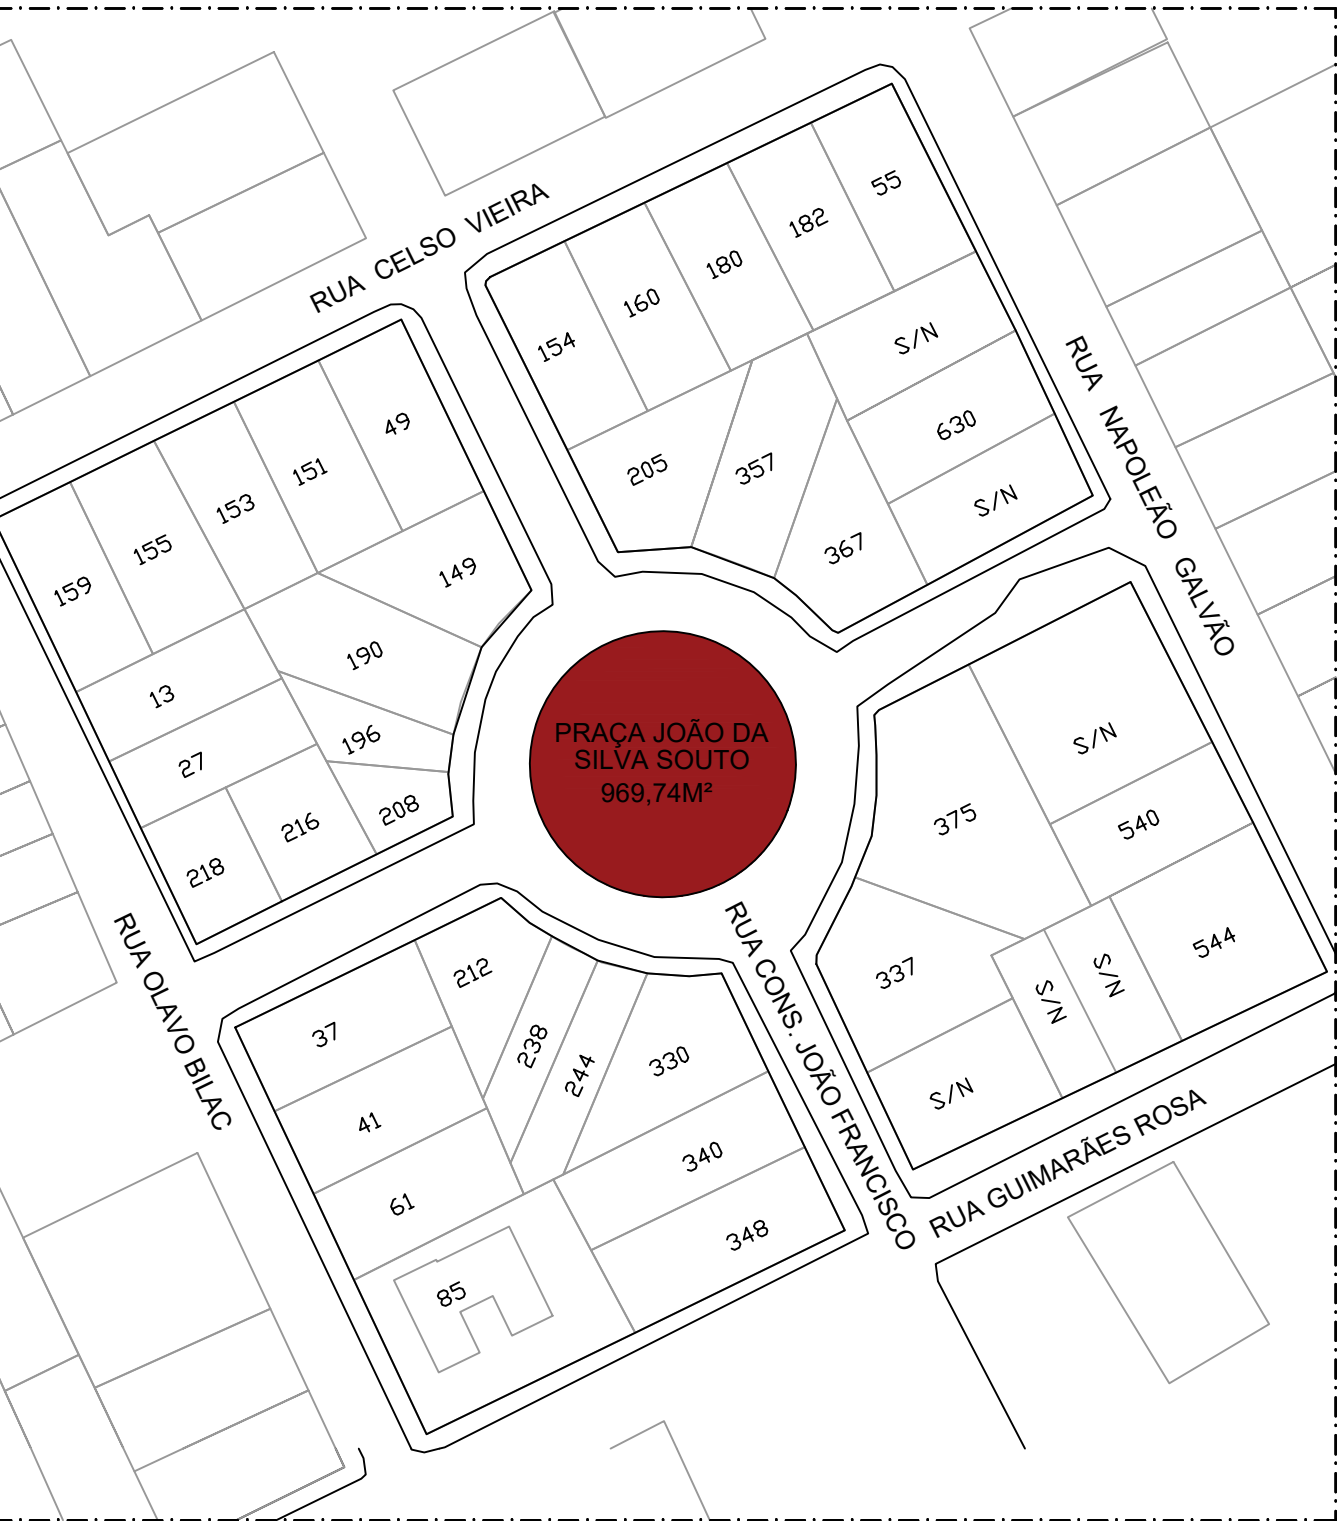 RUA CELSO VIEIRA
55
182
180
160
154
S/N
630
S/N
205
357
367
RUA NAPOLEÃO GALVÃO
49
151
153
155
159
149
190
196
208
13
27
216
218
PRAÇA JOÃO DA
SILVA SOUTO
969,74M²
S/N
375
540
544
337
S/N
S/N
S/N
RUA OLAVO BILAC
212
37
238
244
330
41
61
340
348
85
RUA CONS. JOÃO FRANCISCO
RUA GUIMARÃES ROSA